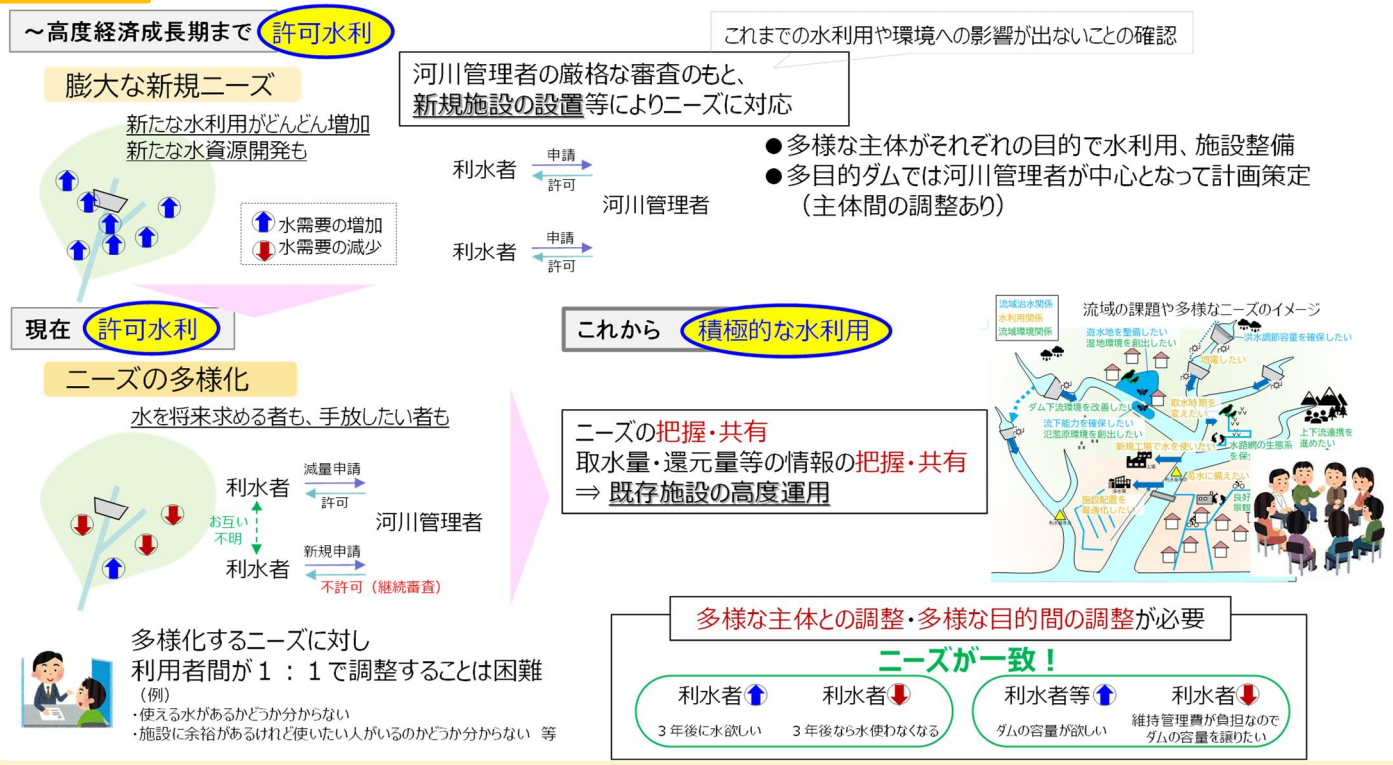 ～高度経済成長期まで
許可水利
これまでの水利用や環境への影響が出ないことの確認
膨大な新規ニーズ
河川管理者の厳格な審査のもと、
新規施設の設置等によりニーズに対応
新たな水利用がどんどん増加
新たな水資源開発も
●多様な主体がそれぞれの目的で水利用、施設整備
●多目的ダムでは河川管理者が中心となって計画策定
（主体間の調整あり）
利水者
申請
許可
河川管理者
利水者
申請
許可
水需要の増加
水需要の減少
現在
許可水利
ニーズの多様化
水を将来求める者も、手放したい者も
利水者
減量申請
許可
お互い
不明
河川管理者
利水者
新規申請
不許可（継続審査）
多様化するニーズに対し
利用者間が１：１で調整することは困難
（例）
・使える水があるかどうか分からない
・施設に余裕があるけれど使いたい人がいるのかどうか分からない 等
これから
積極的な水利用
ニーズの把握・共有
取水量・還元量等の情報の把握・共有
⇒ 既存施設の高度運用
流域治水関係
水利用関係
流域環境関係
流域の課題や多様なニーズのイメージ
遊水地を整備したい
湿地環境を創出したい
洪水調節容量を確保したい
増電したい
ダム下流環境を改善したい
取水時期を
変えたい
流下能力を確保したい
氾濫原環境を創出したい
上下流連携を
進めたい
新規工場で水を使いたい
水路網の生態系
を保全
工場
渇水に備えたい
利水基準点
浄水場
施設配置を
最適化したい
良好
景観
利水基準点
多様な主体との調整・多様な目的間の調整が必要
ニーズが一致！
利水者
３年後に水欲しい
利水者
３年後なら水使わなくなる
利水者等
ダムの容量が欲しい
利水者
維持管理費が負担なので
ダムの容量を譲りたい